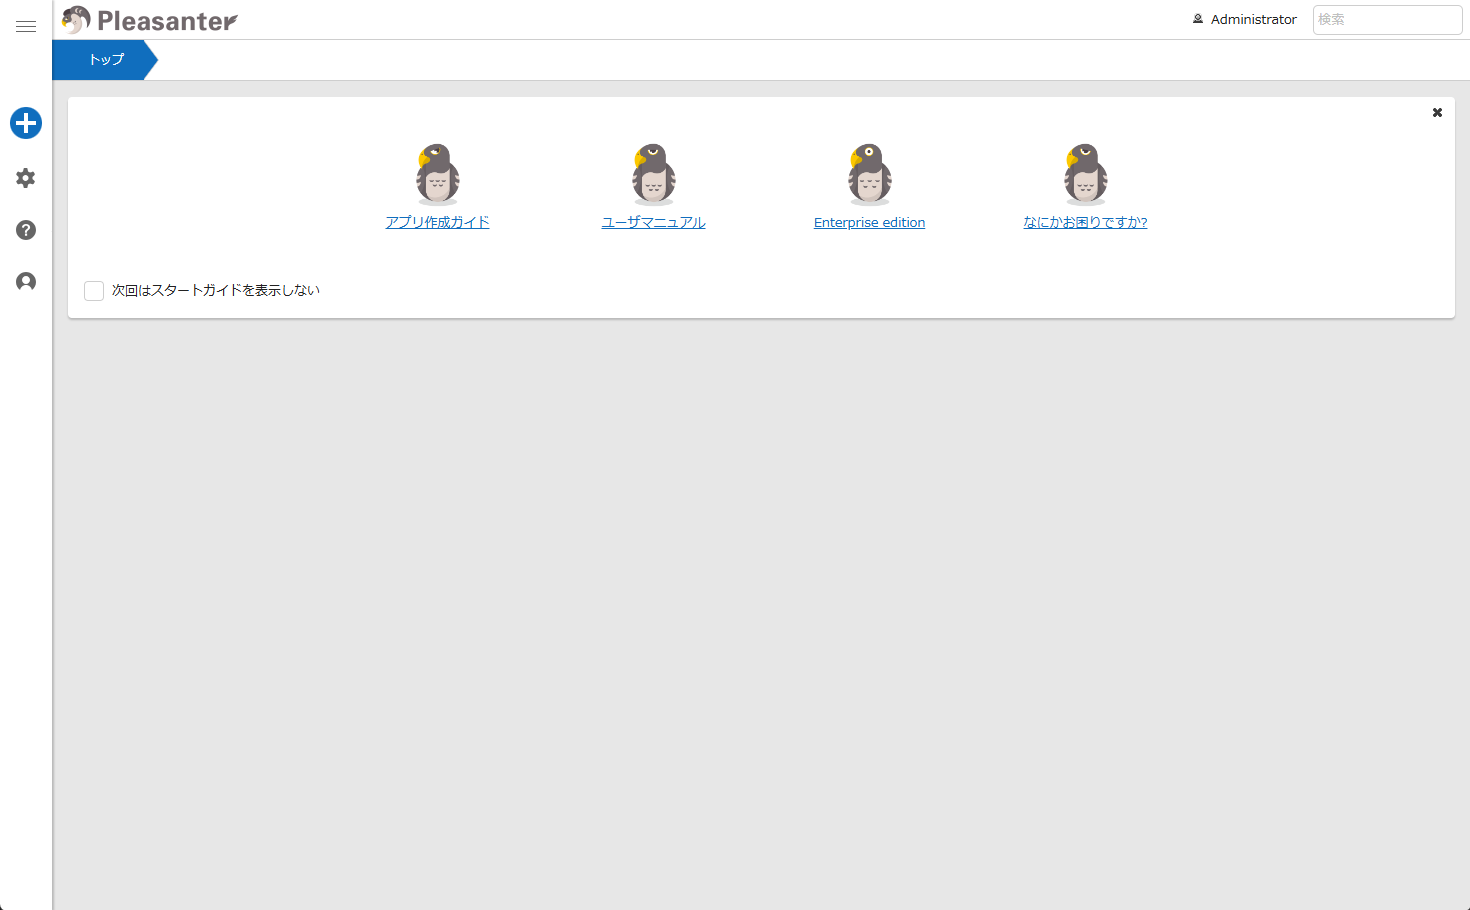 Pleasanter
Administrator
検索
トップ
アプリ作成ガイド
ユーザマニュアル
Enterprise edition
なにかお困りですか?
次回はスタートガイドを表示しない